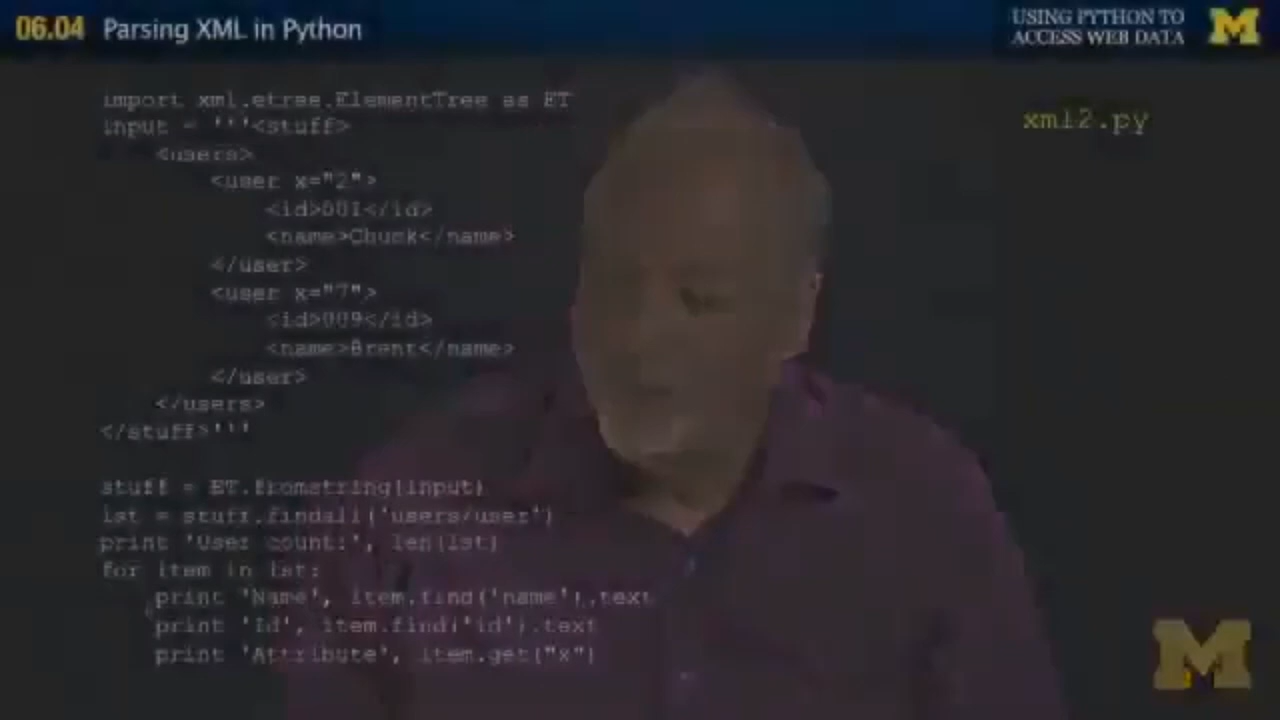 06.04 Parsing XML in Python
USING PYTHON TO
ACCESS WEB DATA
M
import xml.etree.ElementTree as ET
input = '''<stuff>
<users>
<user x="2">
<id>001</id>
<name>Chuck</name>
</user>
<user x="7">
<id>009</id>
<name>Brent</name>
</user>
</users>
</stuff>'''
stuff = ET.fromstring(input)
lst = stuff.findall('users/user')
print 'User count:', len(lst)
for item in lst:
print 'Name', item.find('name').text
print 'Id', item.find('id').text
print 'Attribute', item.get("x")
xml2.py
M